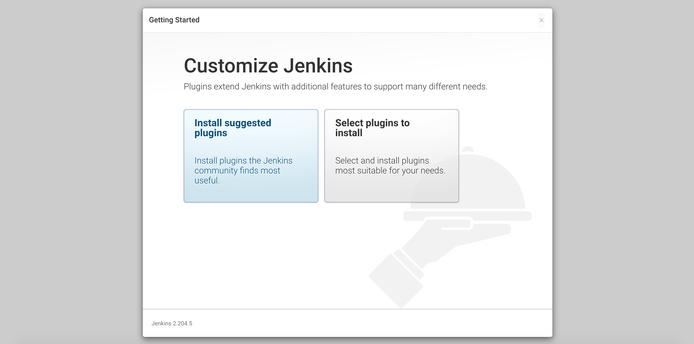 Getting Started
×
Customize Jenkins
Plugins extend Jenkins with additional features to support many different needs.
Install suggested
plugins
Install plugins the Jenkins
community finds most
useful.
Select plugins to
install
Select and install plugins
most suitable for your needs.
Jenkins 2.204.5